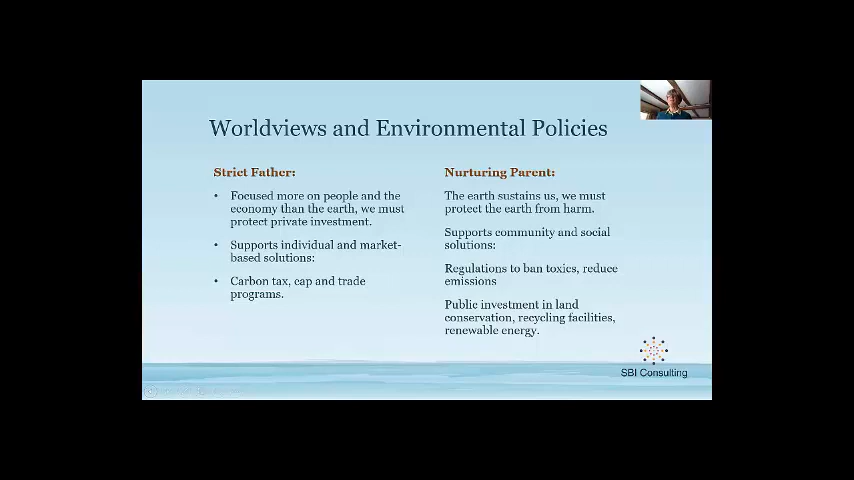 Worldviews and Environmental Policies
Strict Father:
• Focused more on people and the
economy than the earth, we must
protect private investment.
• Supports individual and market-
based solutions:
• Carbon tax, cap and trade
programs.
Nurturing Parent:
The earth sustains us, we must
protect the earth from harm.
Supports community and social
solutions:
Regulations to ban toxics, reduce
emissions
Public investment in land
conservation, recycling facilities,
renewable energy.
SBI Consulting